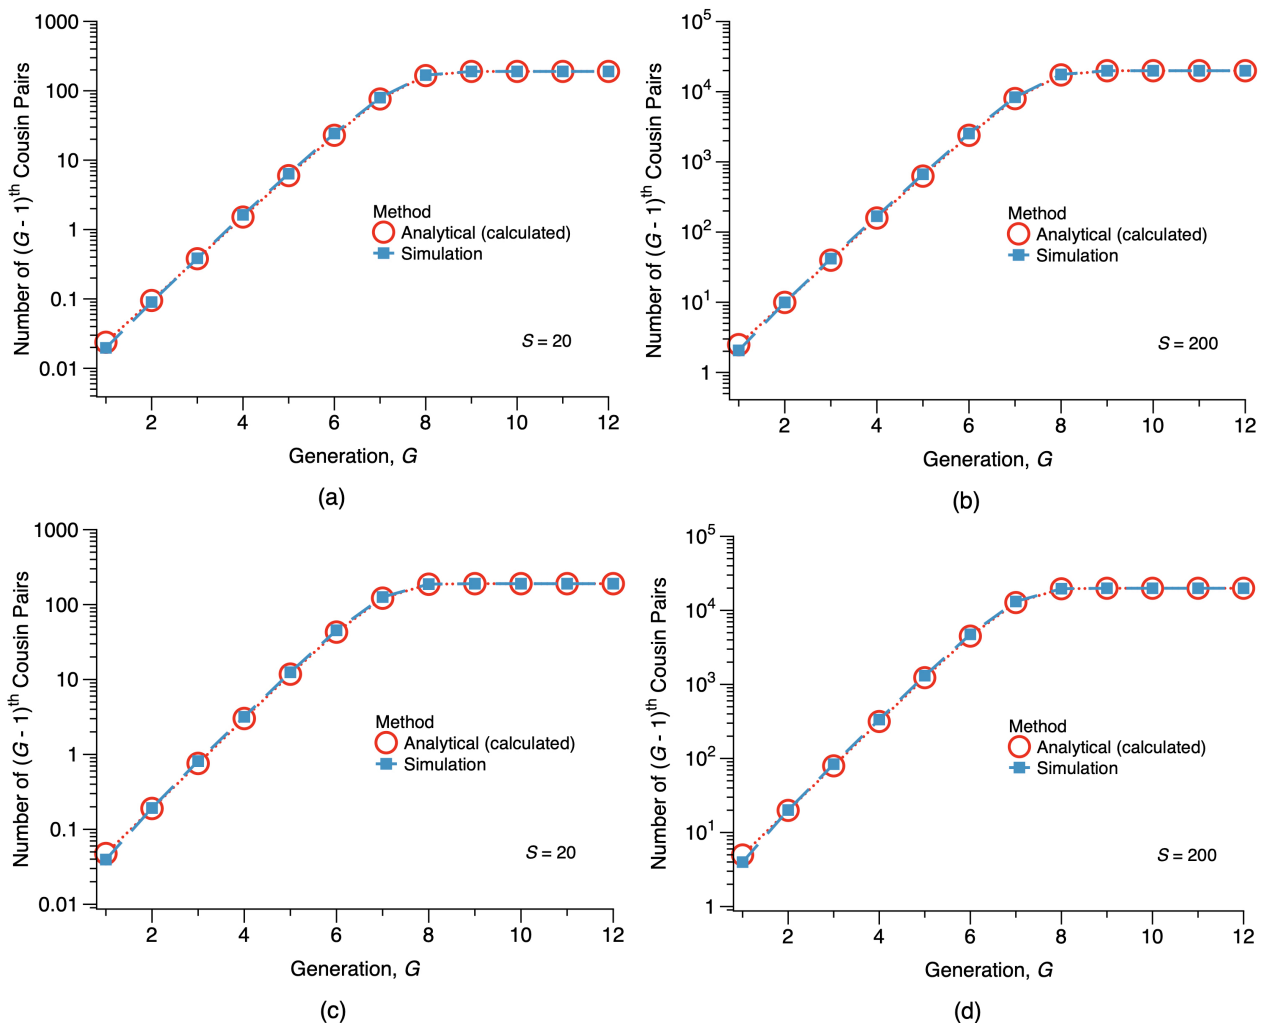 Number of (G - 1)th Cousin Pairs
1000
100
10
1
0.1
0.01
Method
Analytical (calculated)
Simulation
S = 20
2 4 6 8 10 12
Generation, G
(a)
Number of (G - 1)th Cousin Pairs
10^5
10^4
10^3
10^2
10^1
1
Method
Analytical (calculated)
Simulation
S = 200
2 4 6 8 10 12
Generation, G
(b)
Number of (G - 1)th Cousin Pairs
1000
100
10
1
0.1
0.01
Method
Analytical (calculated)
Simulation
S = 20
2 4 6 8 10 12
Generation, G
(c)
Number of (G - 1)th Cousin Pairs
10^5
10^4
10^3
10^2
10^1
1
Method
Analytical (calculated)
Simulation
S = 200
2 4 6 8 10 12
Generation, G
(d)